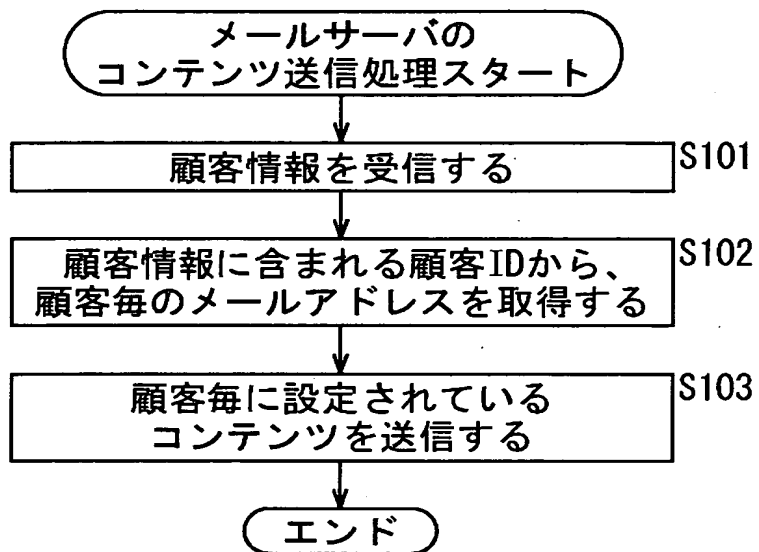 メールサーバの
コンテンツ送信処理スタート
顧客情報を受信する
S101
顧客情報に含まれる顧客IDから、
顧客毎のメールアドレスを取得する
S102
顧客毎に設定されている
コンテンツを送信する
S103
エンド